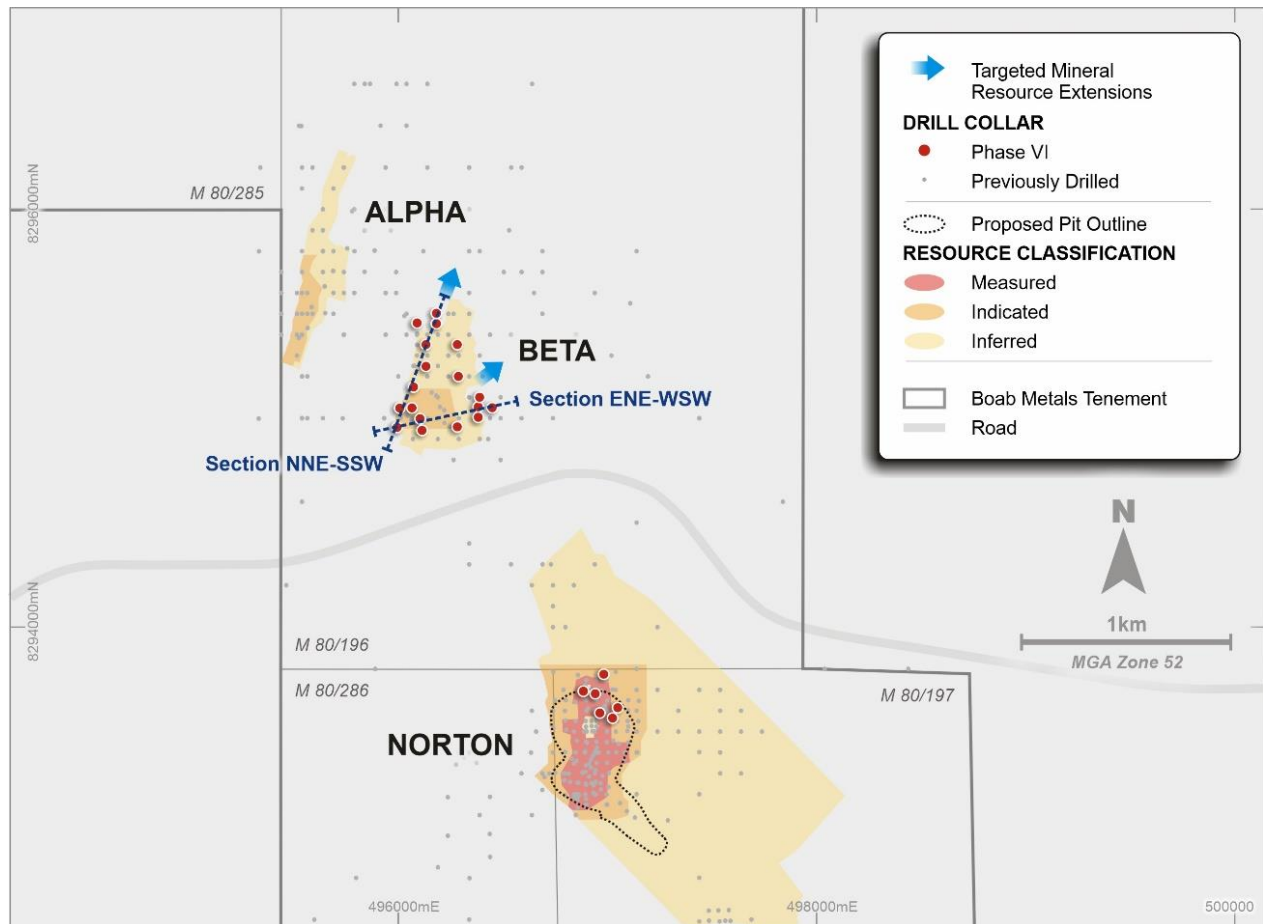 Targeted Mineral
Resource Extensions
DRILL COLLAR
Phase VI
Previously Drilled
Proposed Pit Outline
RESOURCE CLASSIFICATION
Measured
Indicated
Inferred
Boab Metals Tenement
Road
M 80/285
8296000mN
ALPHA
BETA
Section ENE-WSW
Section NNE-SSW
N
1km
MGA Zone 52
8294000mN
M 80/196
M 80/286
M 80/197
NORTON
496000mE
498000mE
500000